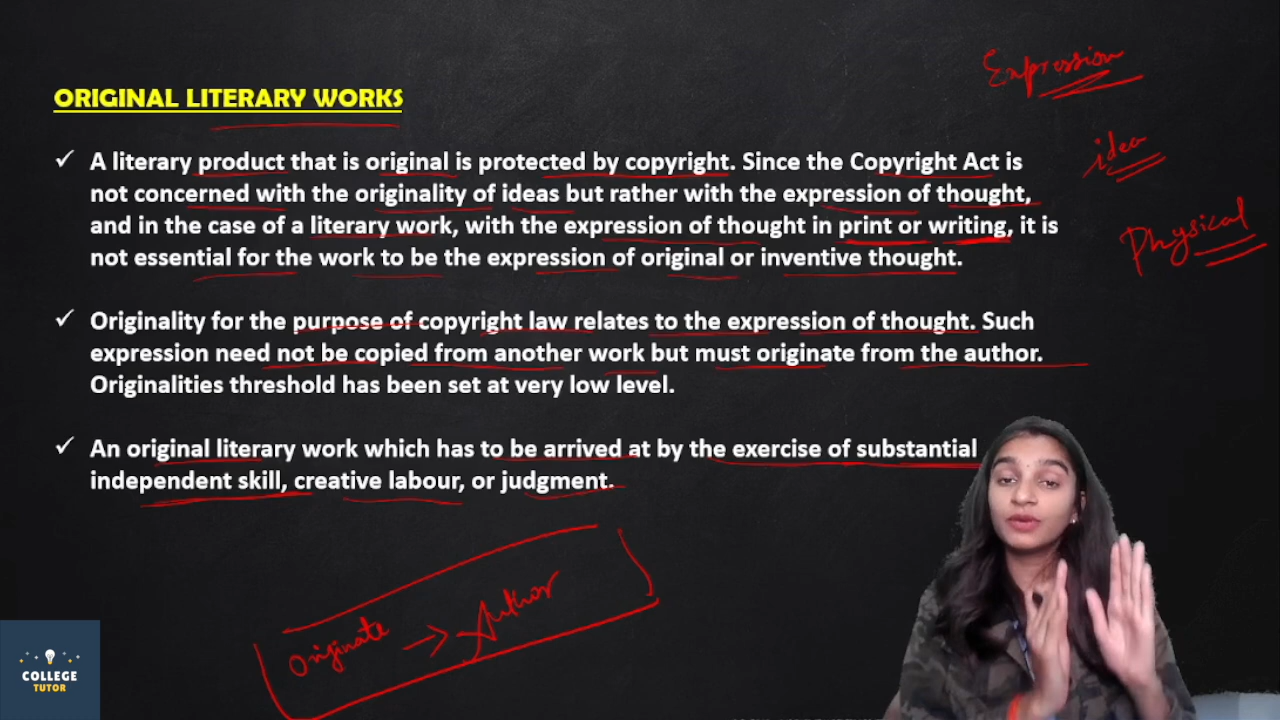 Expression
ORIGINAL LITERARY WORKS
idea
✓ A literary product that is original is protected by copyright. Since the Copyright Act is
not concerned with the originality of ideas but rather with the expression of thought,
and in the case of a literary work, with the expression of thought in print or writing, it is
Physical
not essential for the work to be the expression of original or inventive thought.
✓ Originality for the purpose of copyright law relates to the expression of thought. Such
expression need not be copied from another work but must originate from the author.
Originalities threshold has been set at very low level.
✓ An original literary work which has to be arrived at by the exercise of substantial
independent skill, creative labour, or judgment.
Originate → Author
COLLEGE
TUTOR